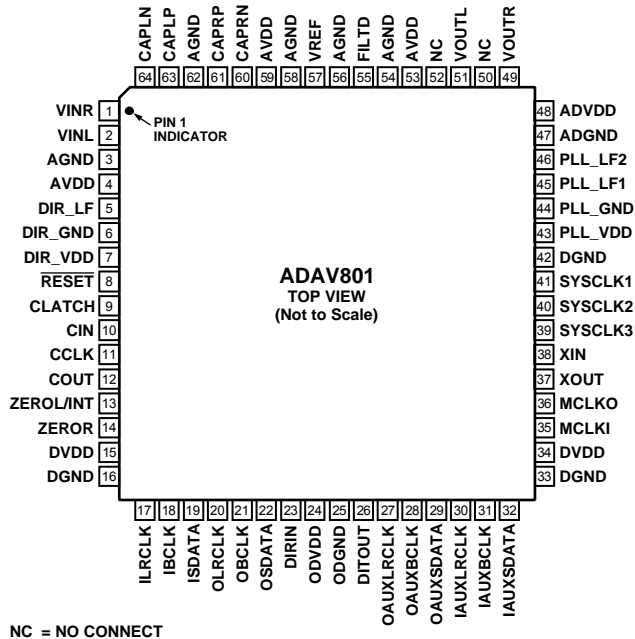 CAPLN
CAPLP
AGND
CAPRP
CAPRN
AVDD
AGND
VREF
AGND
FILTD
AGND
AVDD
NC
VOUTL
NC
VOUTR
64 63 62 61 60 59 58 57 56 55 54 53 52 51 50 49
PIN 1
INDICATOR
VINR 1
VINL 2
AGND 3
AVDD 4
DIR_LF 5
DIR_GND 6
DIR_VDD 7
RESET 8
CLATCH 9
CIN 10
CCLK 11
COUT 12
ZEROL/INT 13
ZEROR 14
DVDD 15
DGND 16
ADAV801
TOP VIEW
(Not to Scale)
48 ADVDD
47 ADGND
46 PLL_LF2
45 PLL_LF1
44 PLL_GND
43 PLL_VDD
42 DGND
41 SYSCLK1
40 SYSCLK2
39 SYSCLK3
38 XIN
37 XOUT
36 MCLKO
35 MCLKI
34 DVDD
33 DGND
17 18 19 20 21 22 23 24 25 26 27 28 29 30 31 32
ILRCLK
IBCLK
ISDATA
OLRCLK
OBCLK
OSDATA
DIRIN
ODVDD
ODGND
DITOUT
OAUXLRCLK
OAUXBCLK
OAUXSDATA
IAUXLRCLK
IAUXBCLK
IAUXSDATA
NC = NO CONNECT